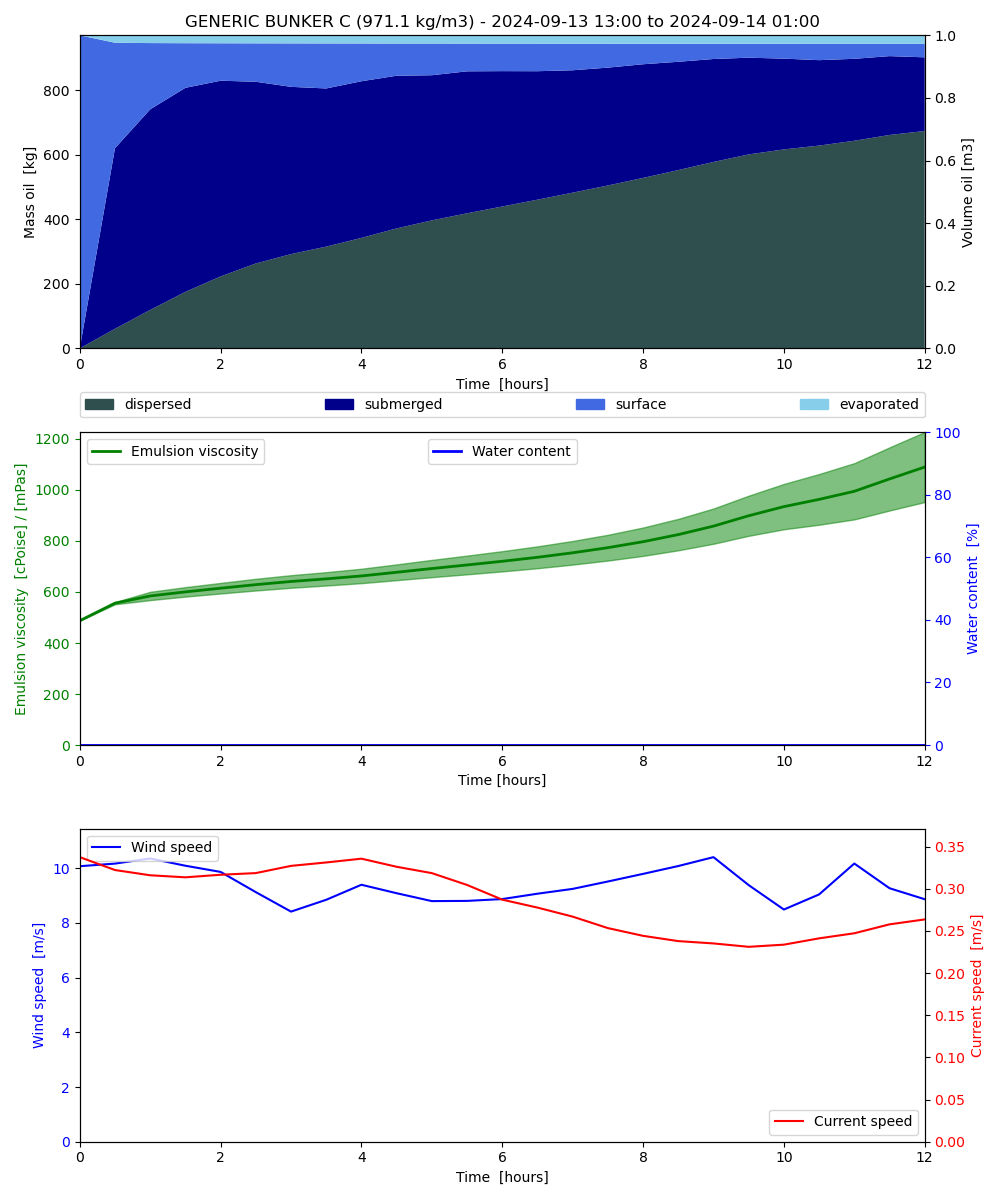 GENERIC BUNKER C (971.1 kg/m3) - 2024-09-13 13:00 to 2024-09-14 01:00
Mass oil [kg]
0
200
400
600
800
Volume oil [m3]
0.0
0.2
0.4
0.6
0.8
1.0
0 2 4 6 8 10 12
Time [hours]
dispersed submerged surface evaporated
Emulsion viscosity Water content
Emulsion viscosity [cPoise] / [mPas]
0
200
400
600
800
1000
1200
Water content [%]
0
20
40
60
80
100
0 2 4 6 8 10 12
Time [hours]
Wind speed
Wind speed [m/s]
0
2
4
6
8
10
Current speed [m/s]
0.00
0.05
0.10
0.15
0.20
0.25
0.30
0.35
Current speed
0 2 4 6 8 10 12
Time [hours]